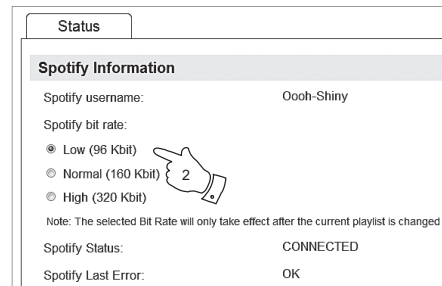 Status
Spotify Information
Spotify username: Oooh-Shiny
Spotify bit rate:
Low (96 Kbit)
Normal (160 Kbit) 2
High (320 Kbit)
Note: The selected Bit Rate will only take effect after the current playlist is changed
Spotify Status: CONNECTED
Spotify Last Error: OK